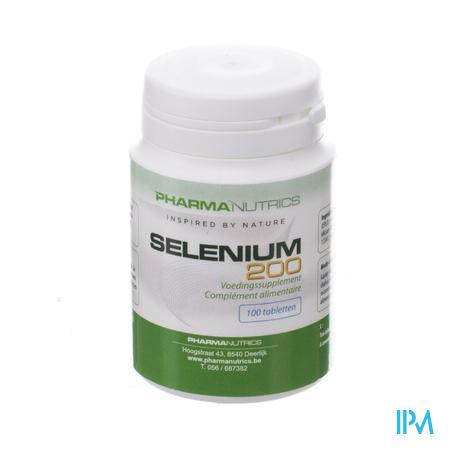 PHARMANUTRICS
INSPIRED BY NATURE
SELENIUM
200
Voedingssupplement
Complément alimentaire
100 tabletten
PHARMANUTRICS
Hoogstraat 43, 8540 Deerlijk
www.pharmanutrics.be
T. 056 / 687382
IPM